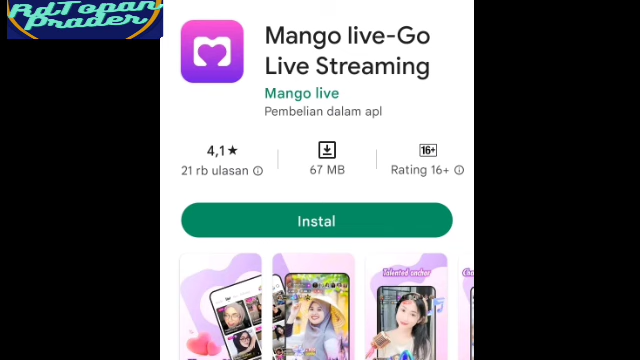 RdTopan
Prader
Mango live-Go
Live Streaming
Mango live
Pembelian dalam apl
4,1★
21 rb ulasan
67 MB
16+
Rating 16+
Instal
Talented anchor